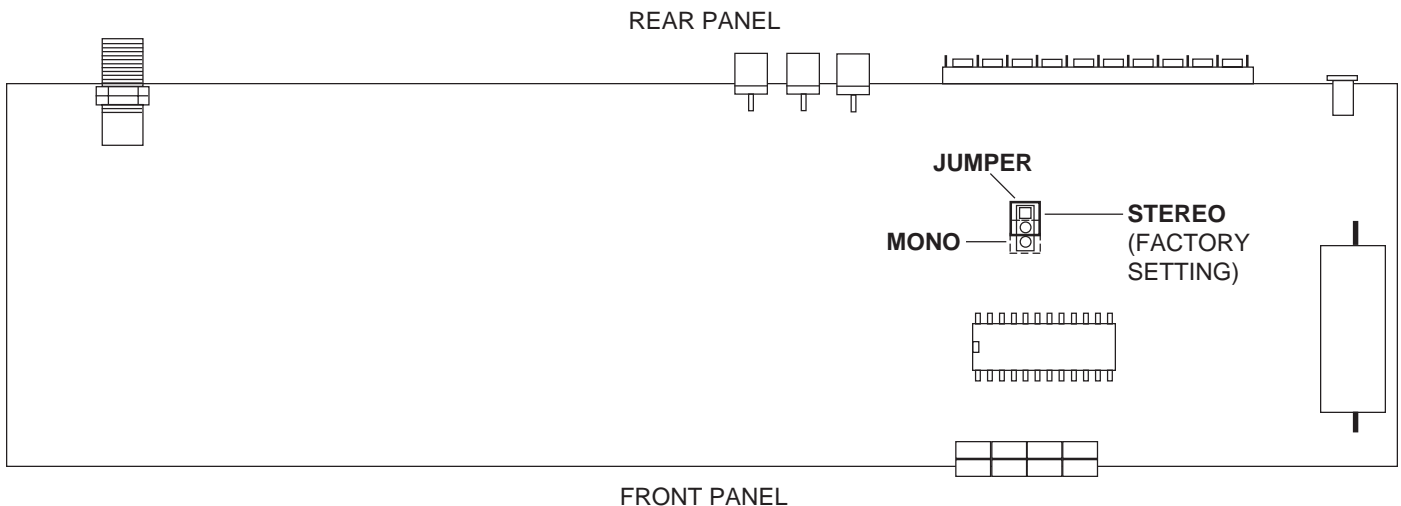 REAR PANEL
JUMPER
STEREO
(FACTORY
SETTING)
MONO
FRONT PANEL